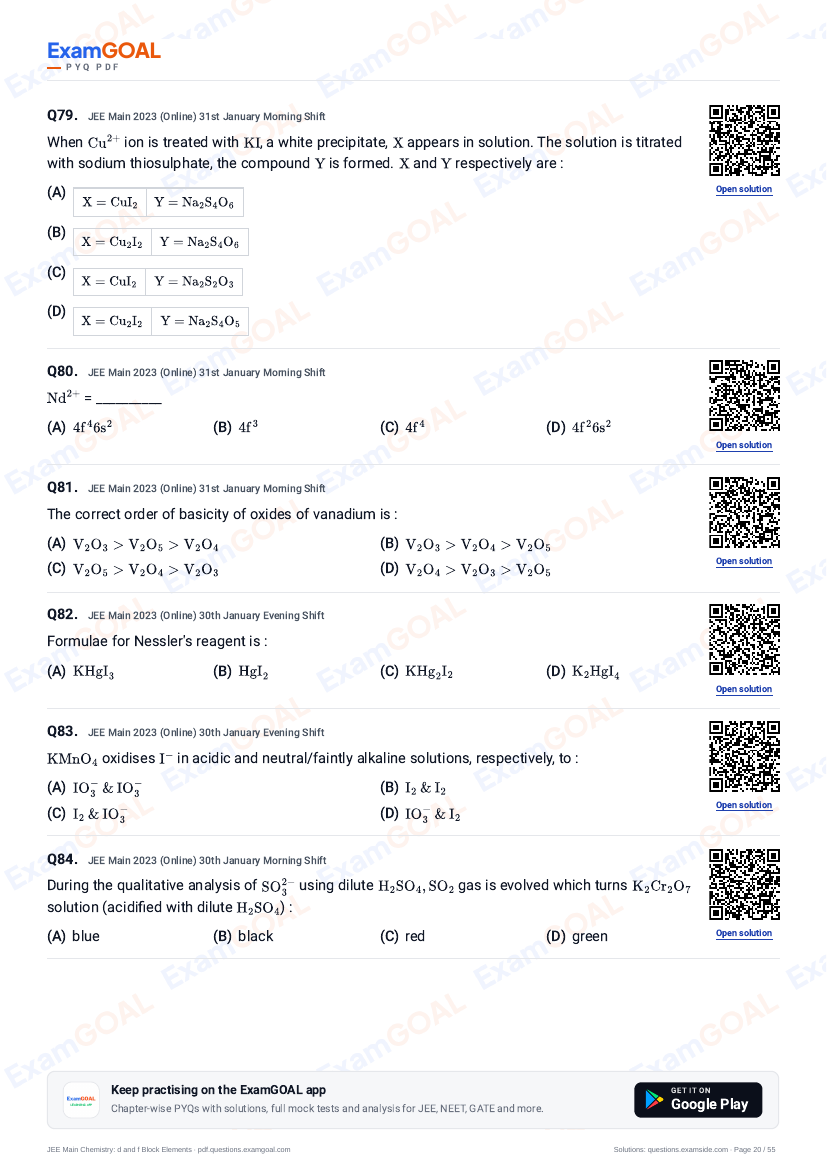 ExamGOAL
PYQ PDF
Q79. JEE Main 2023 (Online) 31st January Morning Shift
When Cu²⁺ ion is treated with KI, a white precipitate, X appears in solution. The solution is titrated
with sodium thiosulphate, the compound Y is formed. X and Y respectively are :
Open solution
(A) X = CuI₂ Y = Na₂S₄O₆
(B) X = Cu₂I₂ Y = Na₂S₄O₆
(C) X = CuI₂ Y = Na₂S₂O₃
(D) X = Cu₂I₂ Y = Na₂S₄O₅
Q80. JEE Main 2023 (Online) 31st January Morning Shift
Nd²⁺ = __________
(A) 4f⁴6s² (B) 4f³ (C) 4f⁴ (D) 4f²6s²
Open solution
Q81. JEE Main 2023 (Online) 31st January Morning Shift
The correct order of basicity of oxides of vanadium is :
(A) V₂O₃ > V₂O₅ > V₂O₄ (B) V₂O₃ > V₂O₄ > V₂O₅
(C) V₂O₅ > V₂O₄ > V₂O₃ (D) V₂O₄ > V₂O₃ > V₂O₅
Open solution
Q82. JEE Main 2023 (Online) 30th January Evening Shift
Formulae for Nessler's reagent is :
(A) KHgI₃ (B) HgI₂ (C) KHg₂I₂ (D) K₂HgI₄
Open solution
Q83. JEE Main 2023 (Online) 30th January Evening Shift
KMnO₄ oxidises I⁻ in acidic and neutral/faintly alkaline solutions, respectively, to :
(A) IO₃⁻ & IO₃⁻ (B) I₂ & I₂
(C) I₂ & IO₃⁻ (D) IO₃⁻ & I₂
Open solution
Q84. JEE Main 2023 (Online) 30th January Morning Shift
During the qualitative analysis of SO₃²⁻ using dilute H₂SO₄, SO₂ gas is evolved which turns K₂Cr₂O₇
solution (acidified with dilute H₂SO₄) :
(A) blue (B) black (C) red (D) green
Open solution
ExamGOAL
Keep practising on the ExamGOAL app
Chapter-wise PYQs with solutions, full mock tests and analysis for JEE, NEET, GATE and more.
GET IT ON
Google Play
JEE Main Chemistry: d and f Block Elements · pdf.questions.examgoal.com
Solutions: questions.examside.com · Page 20 / 55